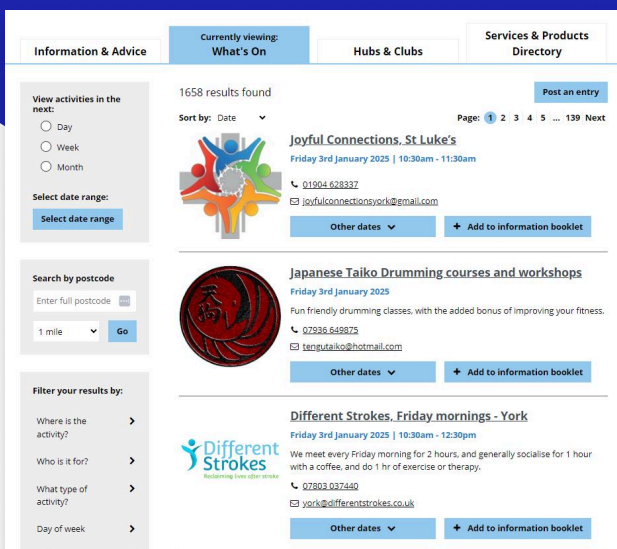 Information & Advice
Currently viewing:
What's On
Hubs & Clubs
Services & Products
Directory
View activities in the
next:
Day
Week
Month
Select date range:
Select date range
Search by postcode
Enter full postcode
1 mile
Go
Filter your results by:
Where is the
activity?
Who is it for?
What type of
activity?
Day of week
1658 results found
Post an entry
Sort by: Date
Page: 1 2 3 4 5 ... 139 Next
Joyful Connections, St Luke's
Friday 3rd January 2025 | 10:30am - 11:30am
01904 628337
joyfulconnectionsyork@gmail.com
Other dates
+ Add to information booklet
天狗
Japanese Taiko Drumming courses and workshops
Friday 3rd January 2025
Fun friendly drumming classes, with the added bonus of improving your fitness.
07936 649875
tengutaiko@hotmail.com
Other dates
+ Add to information booklet
Different
Strokes
Reclaiming lives after stroke
Different Strokes, Friday mornings - York
Friday 3rd January 2025 | 10:30am - 12:30pm
We meet every Friday morning for 2 hours, and generally socialise for 1 hour
with a coffee, and do 1 hr of exercise or therapy.
07803 037440
york@differentstrokes.co.uk
Other dates
+ Add to information booklet